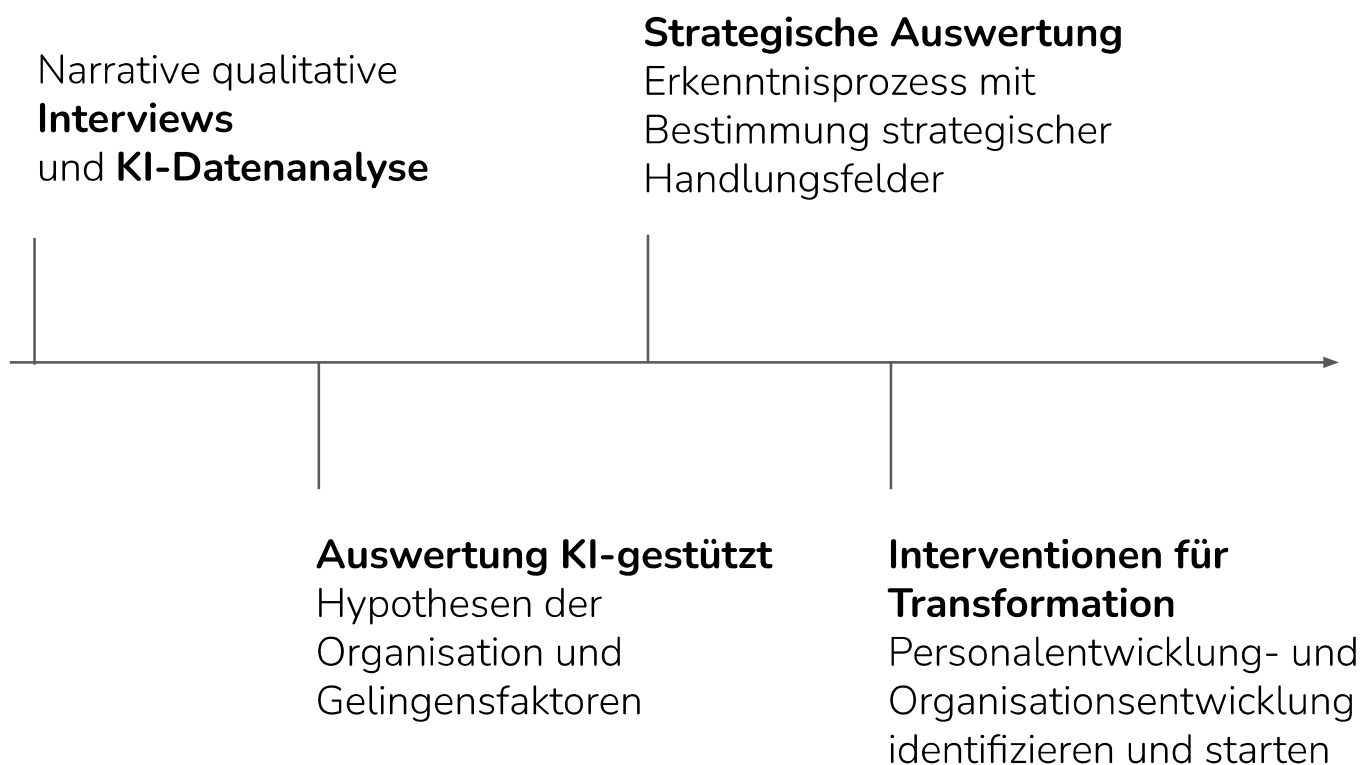 Narrative qualitative
Interviews
und KI-Datenanalyse
Auswertung KI-gestützt
Hypothesen der
Organisation und
Gelingensfaktoren
Strategische Auswertung
Erkenntnisprozess mit
Bestimmung strategischer
Handlungsfelder
Interventionen für
Transformation
Personalentwicklung- und
Organisationsentwicklung
identifizieren und starten